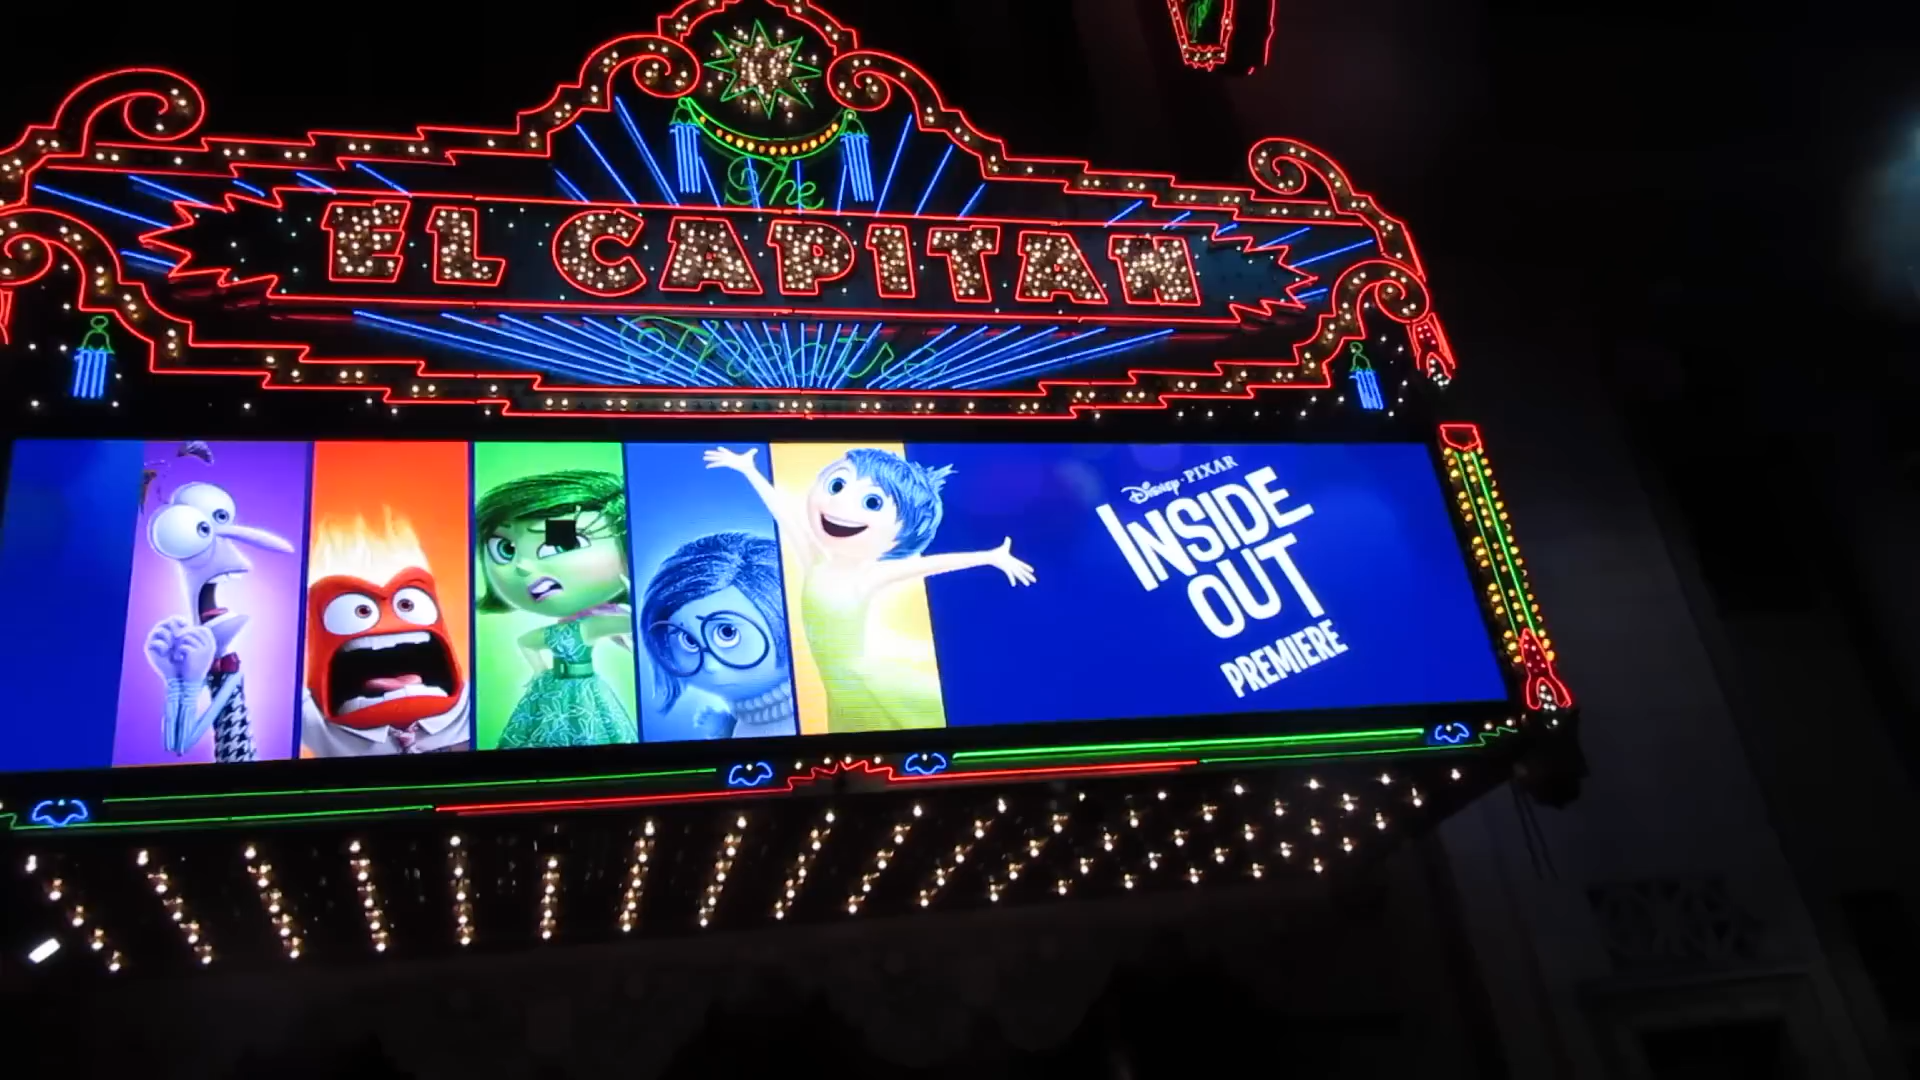 The
EL CAPITAN
Theatre
Disney · PIXAR
INSIDE
OUT
PREMIERE